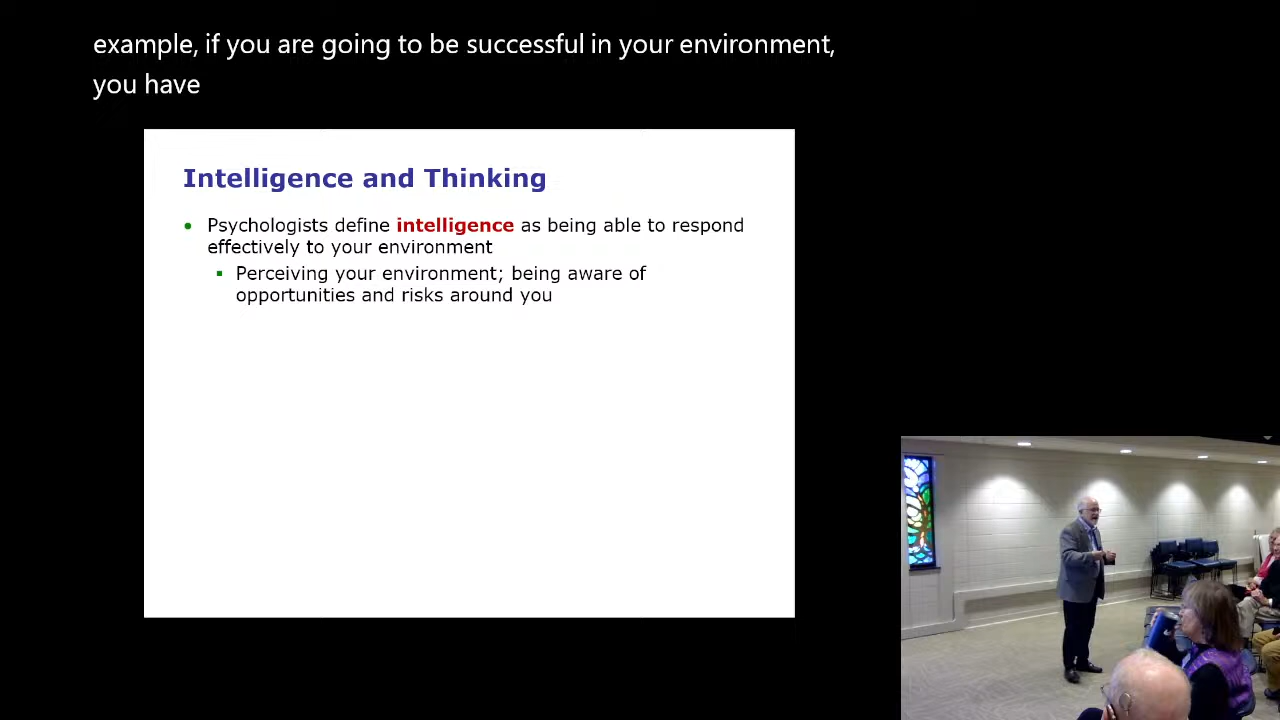 example, if you are going to be successful in your environment,
you have
Intelligence and Thinking
• Psychologists define intelligence as being able to respond
effectively to your environment
▪ Perceiving your environment; being aware of
opportunities and risks around you